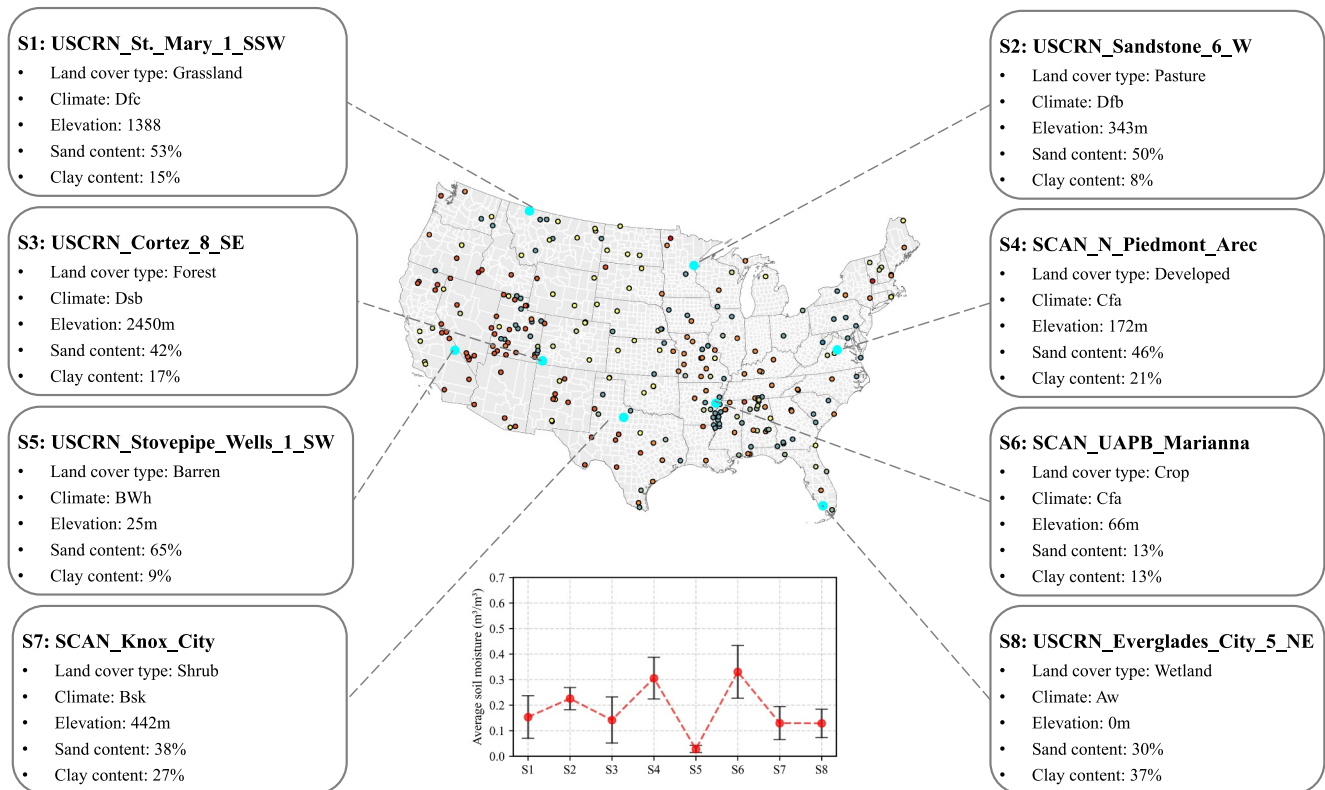 S1: USCRN_St._Mary_1_SSW
• Land cover type: Grassland
• Climate: Dfc
• Elevation: 1388
• Sand content: 53%
• Clay content: 15%
S2: USCRN_Sandstone_6_W
• Land cover type: Pasture
• Climate: Dfb
• Elevation: 343m
• Sand content: 50%
• Clay content: 8%
S3: USCRN_Cortez_8_SE
• Land cover type: Forest
• Climate: Dsb
• Elevation: 2450m
• Sand content: 42%
• Clay content: 17%
S4: SCAN_N_Piedmont_Arec
• Land cover type: Developed
• Climate: Cfa
• Elevation: 172m
• Sand content: 46%
• Clay content: 21%
S5: USCRN_Stovepipe_Wells_1_SW
• Land cover type: Barren
• Climate: BWh
• Elevation: 25m
• Sand content: 65%
• Clay content: 9%
S6: SCAN_UAPB_Marianna
• Land cover type: Crop
• Climate: Cfa
• Elevation: 66m
• Sand content: 13%
• Clay content: 13%
S7: SCAN_Knox_City
• Land cover type: Shrub
• Climate: Bsk
• Elevation: 442m
• Sand content: 38%
• Clay content: 27%
S8: USCRN_Everglades_City_5_NE
• Land cover type: Wetland
• Climate: Aw
• Elevation: 0m
• Sand content: 30%
• Clay content: 37%
Average soil moisture (m³/m³)
0.7
0.6
0.5
0.4
0.3
0.2
0.1
0.0
S1 S2 S3 S4 S5 S6 S7 S8